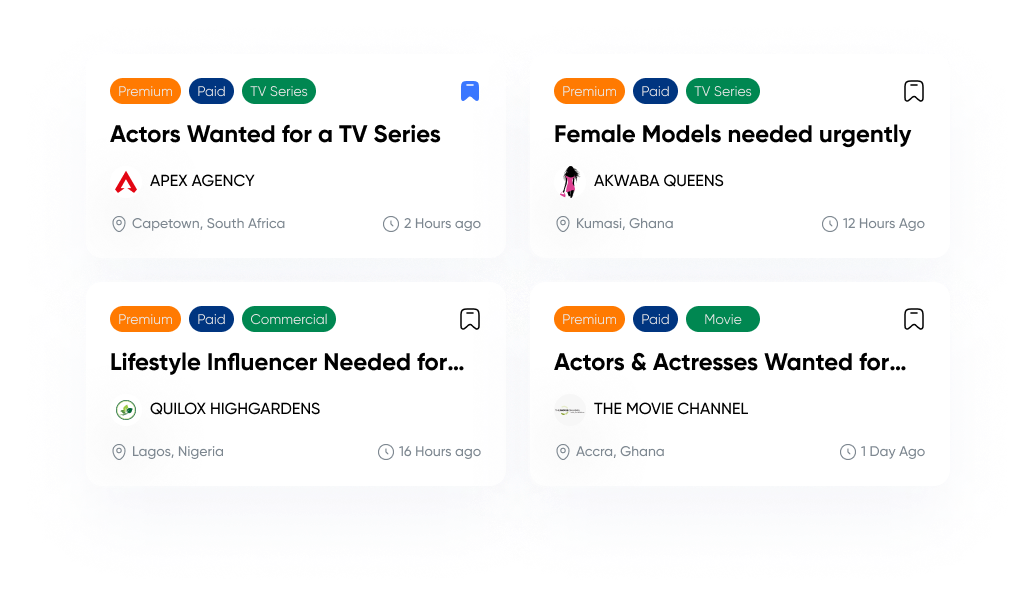 Premium Paid TV Series
Actors Wanted for a TV Series
APEX AGENCY
Capetown, South Africa 2 Hours ago
Premium Paid TV Series
Female Models needed urgently
AKWABA QUEENS
Kumasi, Ghana 12 Hours Ago
Premium Paid Commercial
Lifestyle Influencer Needed for...
QUILOX HIGHGARDENS
Lagos, Nigeria 16 Hours ago
Premium Paid Movie
Actors & Actresses Wanted for...
THE MOVIE CHANNEL
Accra, Ghana 1 Day Ago